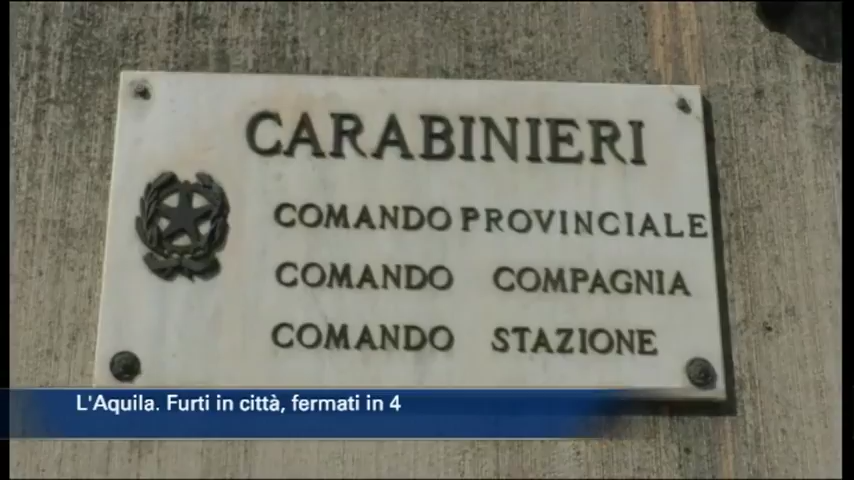 CARABINIERI
COMANDO PROVINCIALE
COMANDO COMPAGNIA
COMANDO STAZIONE
L'Aquila. Furti in città, fermati in 4